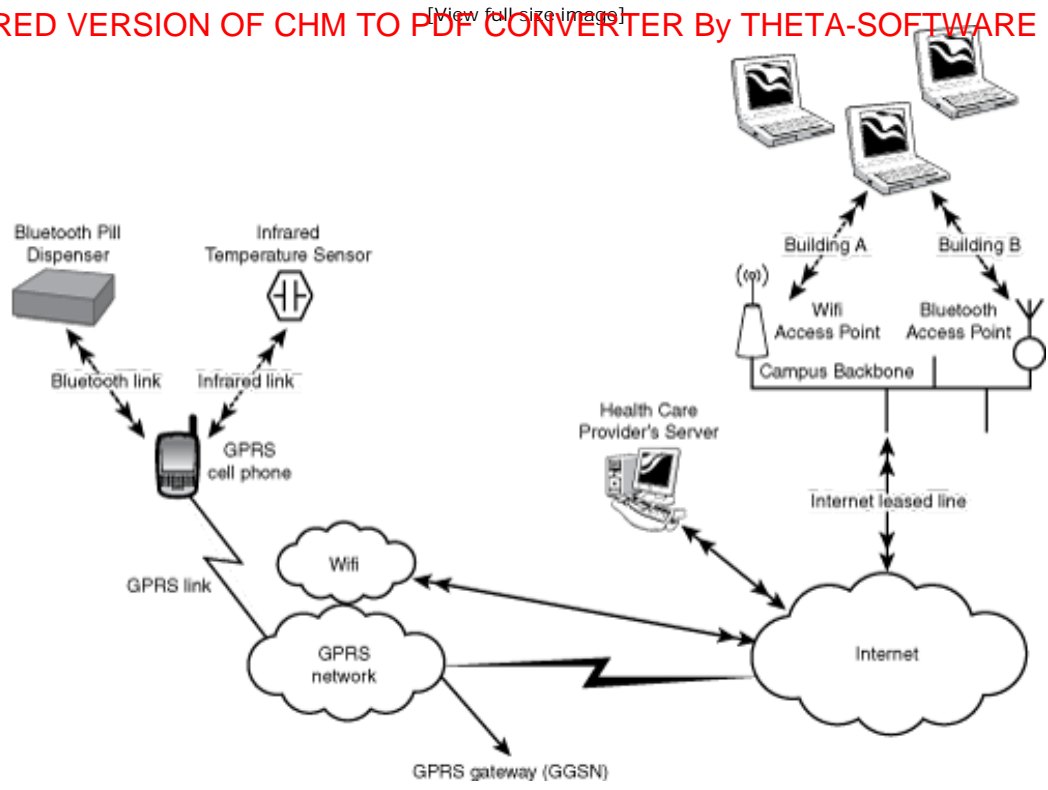 [View full size image]
RED VERSION OF CHM TO PDF CONVERTER By THETA-SOFTWARE
Bluetooth Pill
Dispenser
Infrared
Temperature Sensor
Building A
Building B
Wifi
Access Point
Bluetooth
Access Point
Campus Backbone
Bluetooth link
Infrared link
GPRS
cell phone
Health Care
Provider's Server
Internet leased line
Wifi
GPRS link
GPRS
network
Internet
GPRS gateway (GGSN)